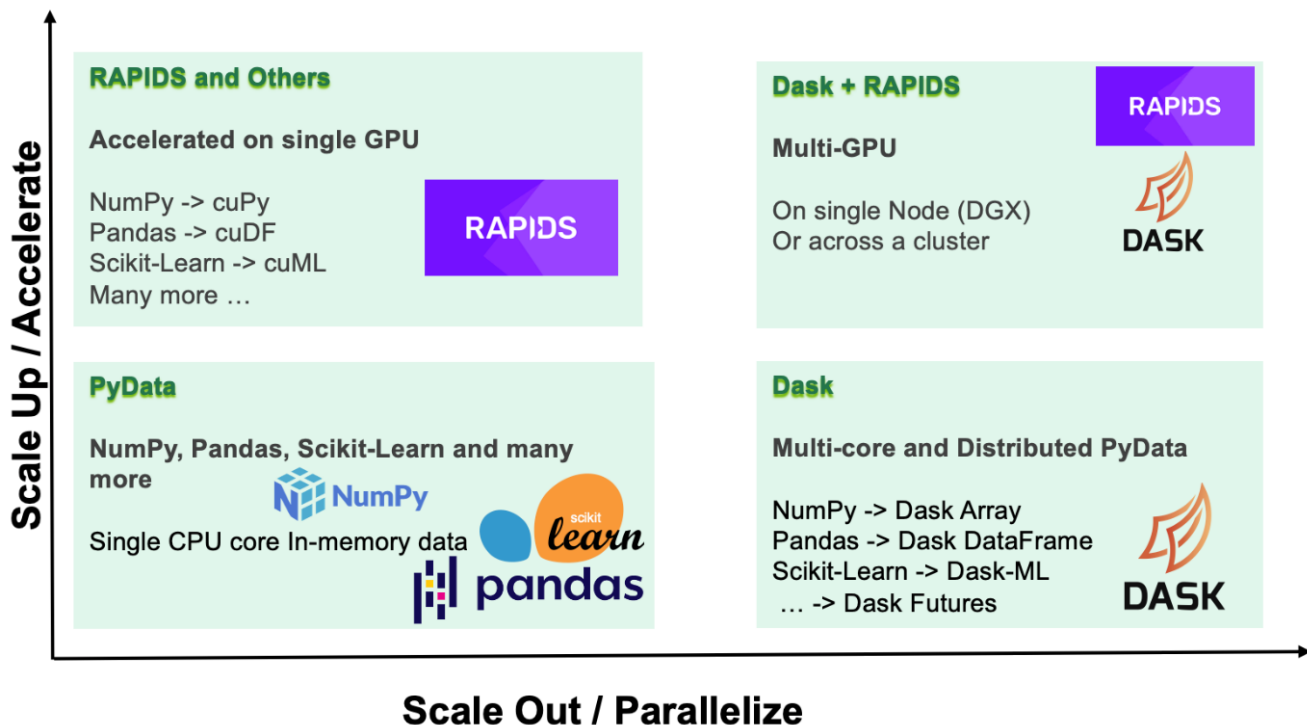 Scale Up / Accelerate
RAPIDS and Others
Accelerated on single GPU
NumPy -> cuPy
Pandas -> cuDF
Scikit-Learn -> cuML
Many more …
RAPIDS
Dask + RAPIDS
Multi-GPU
On single Node (DGX)
Or across a cluster
RAPIDS
DASK
PyData
NumPy, Pandas, Scikit-Learn and many
more
NumPy
Single CPU core In-memory data
scikit
learn
pandas
Dask
Multi-core and Distributed PyData
NumPy -> Dask Array
Pandas -> Dask DataFrame
Scikit-Learn -> Dask-ML
… -> Dask Futures
DASK
Scale Out / Parallelize